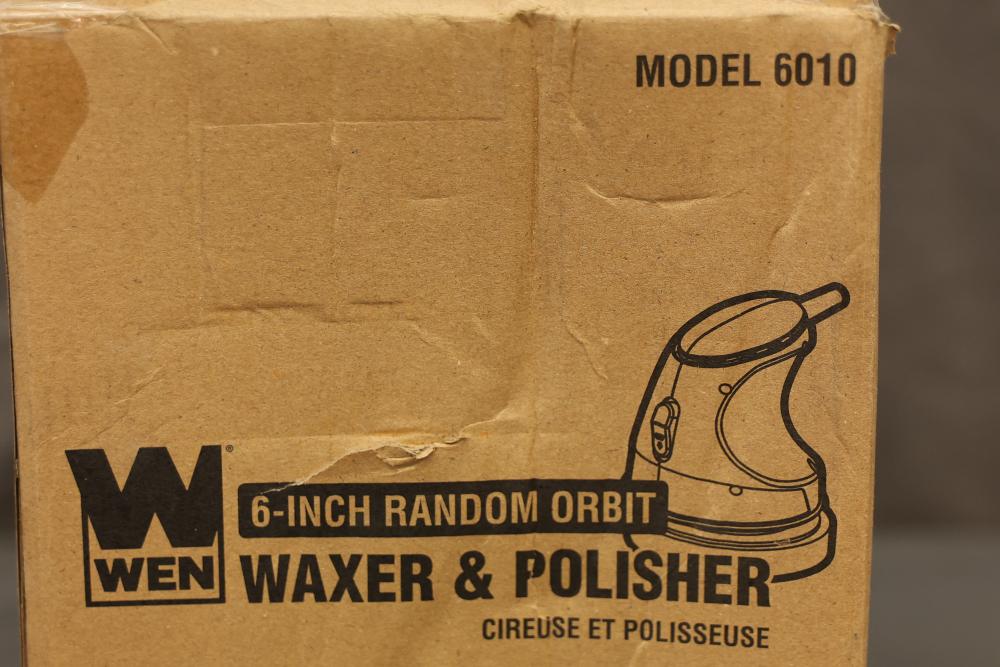 MODEL 6010
WEN®
6-INCH RANDOM ORBIT
WAXER & POLISHER
CIREUSE ET POLISSEUSE